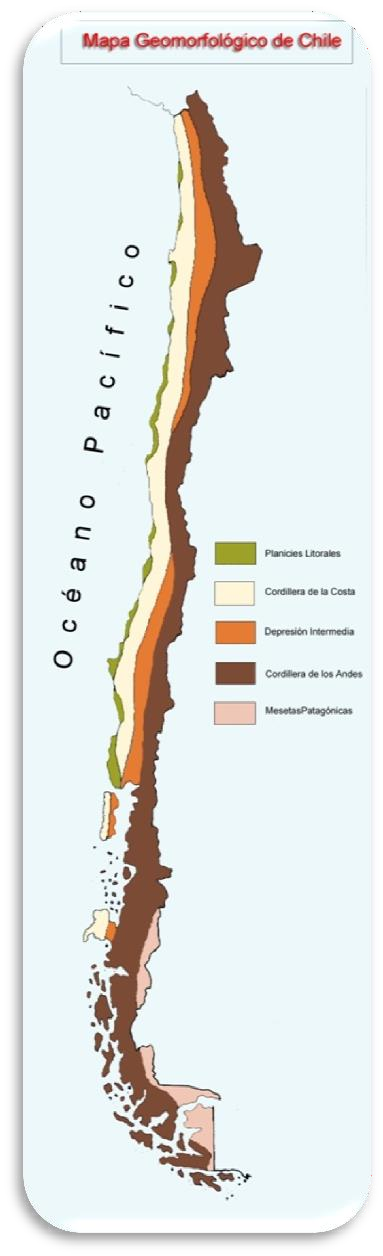 Mapa Geomorfológico de Chile
Océano Pacífico
Planicies Litorales
Cordillera de la Costa
Depresión Intermedia
Cordillera de los Andes
MesetasPatagónicas